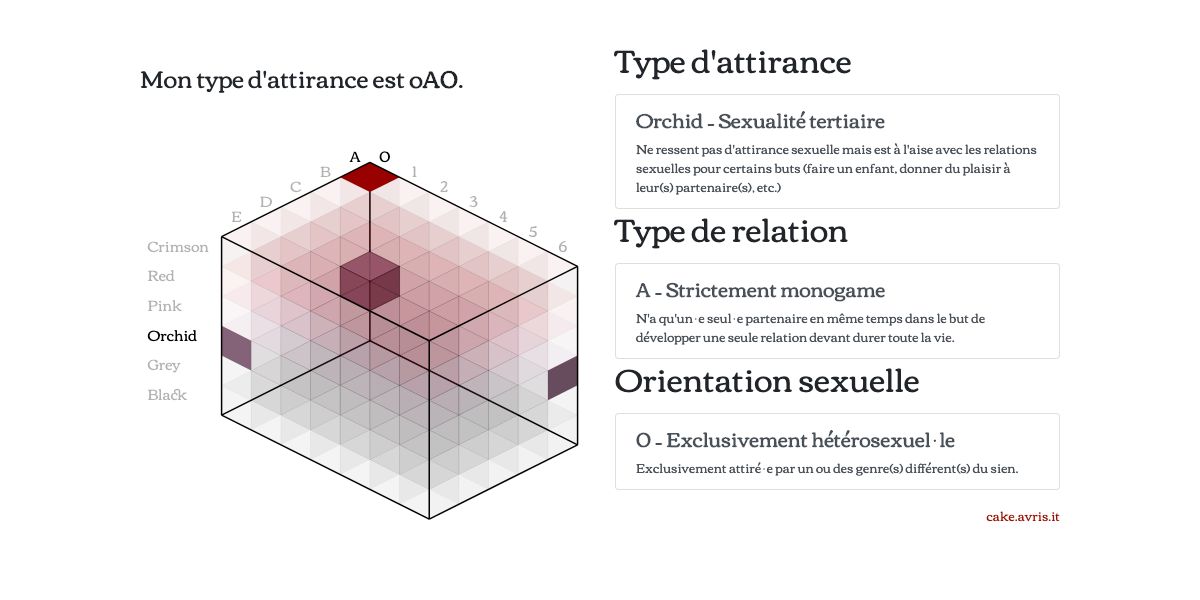 Mon type d'attirance est oAO.
A O
B 1
C 2
D 3
E 4
5
6
Crimson
Red
Pink
Orchid
Grey
Black
Type d'attirance
Orchid - Sexualité tertiaire
Ne ressent pas d'attirance sexuelle mais est à l'aise avec les relations
sexuelles pour certains buts (faire un enfant, donner du plaisir à
leur(s) partenaire(s), etc.)
Type de relation
A - Strictement monogame
N'a qu'un·e seul·e partenaire en même temps dans le but de
développer une seule relation devant durer toute la vie.
Orientation sexuelle
0 - Exclusivement hétérosexuel·le
Exclusivement attiré·e par un ou des genre(s) différent(s) du sien.
cake.avris.it